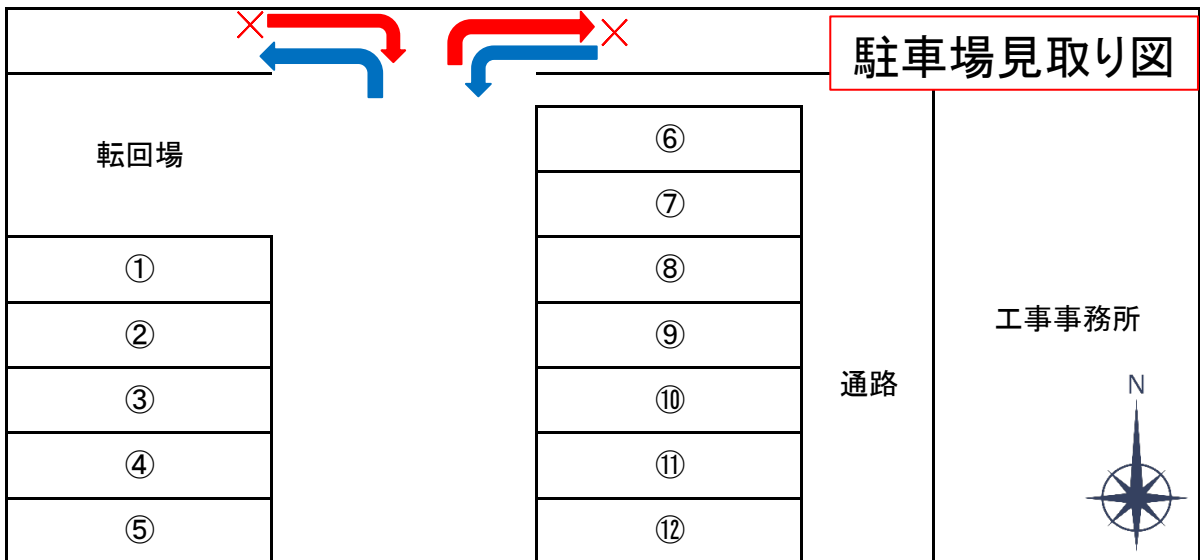 駐車場見取り図
転回場
①
②
③
④
⑤
⑥
⑦
⑧
⑨
⑩
⑪
⑫
通路
工事事務所
N